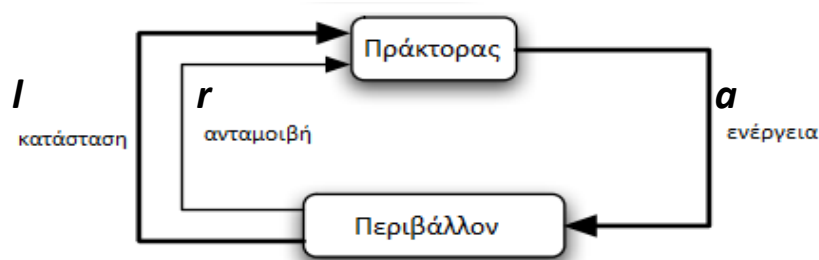 Πράκτορας
l
r
a
κατάσταση
ανταμοιβή
ενέργεια
Περιβάλλον